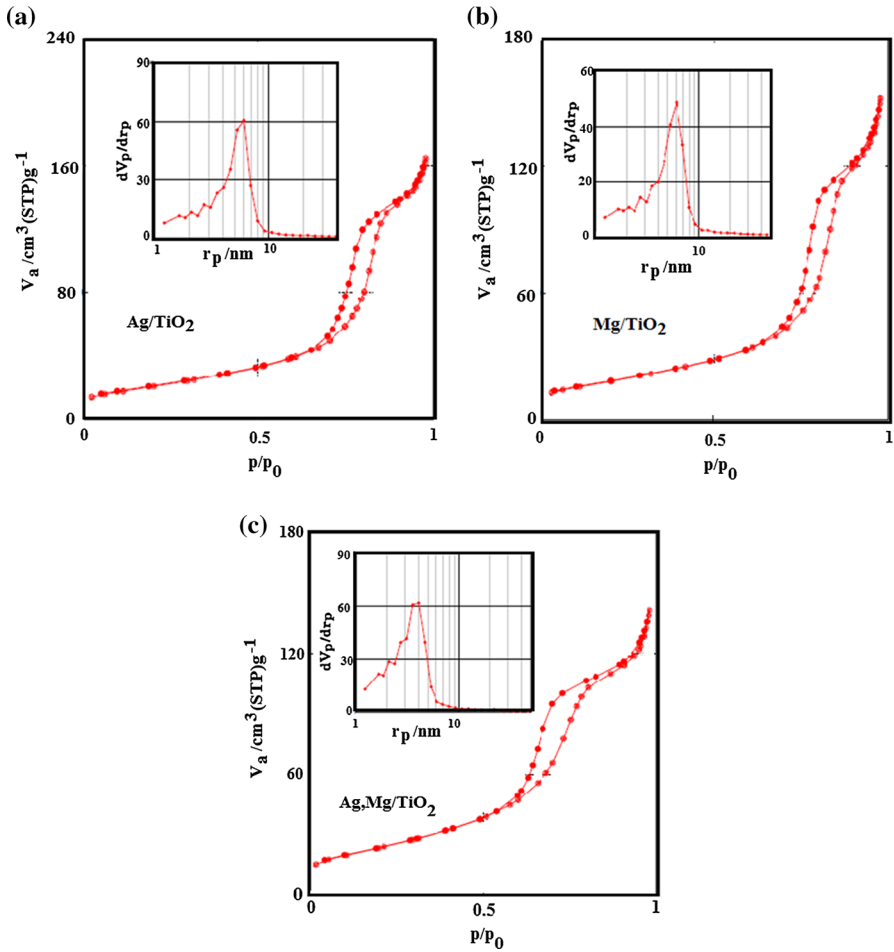 (a)
240
160
80
0
0
0.5
1
Va/cm³(STP)g⁻¹
p/p₀
Ag/TiO₂
90
60
30
0
1
10
dVp/drp
rp/nm
(b)
180
120
60
0
0
0.5
1
Va/cm³(STP)g⁻¹
p/p₀
Mg/TiO₂
60
40
20
0
1
10
dVp/drp
rp/nm
(c)
180
120
60
0
0
0.5
1
Va/cm³(STP)g⁻¹
p/p₀
Ag,Mg/TiO₂
90
60
30
0
1
10
dVp/drp
rp/nm